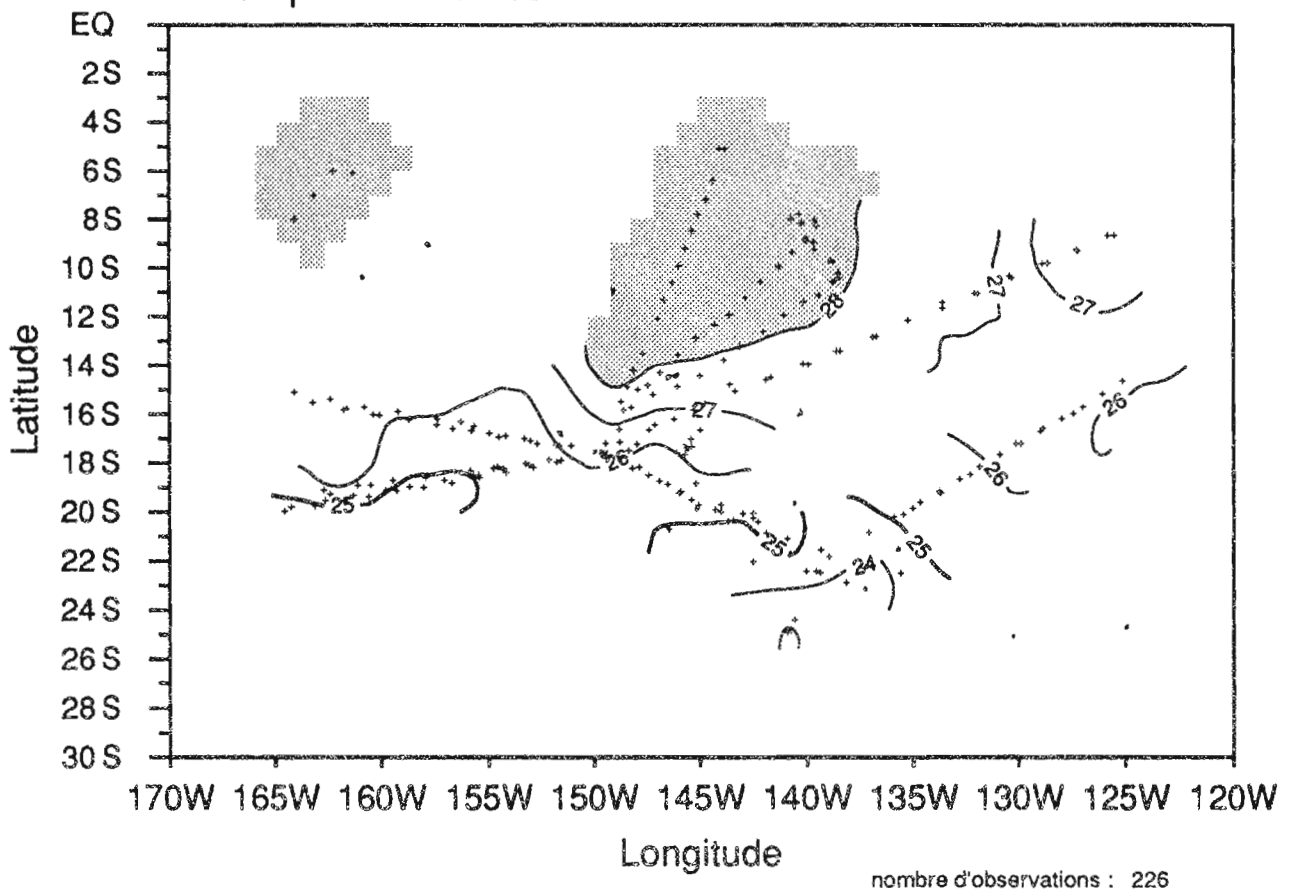 EQ
2S
4S
6S
8S
10S
12S
14S
16S
18S
20S
22S
24S
26S
28S
30S
Latitude
28
27
27
27
26
26
26
25
25
25
24
170W 165W 160W 155W 150W 145W 140W 135W 130W 125W 120W
Longitude
nombre d'observations : 226